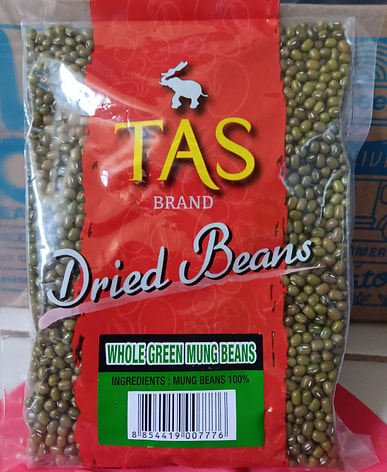 TAS
BRAND
Dried Beans
WHOLE GREEN MUNG BEANS
INGREDIENTS : MUNG BEANS 100%
8 854419 007776